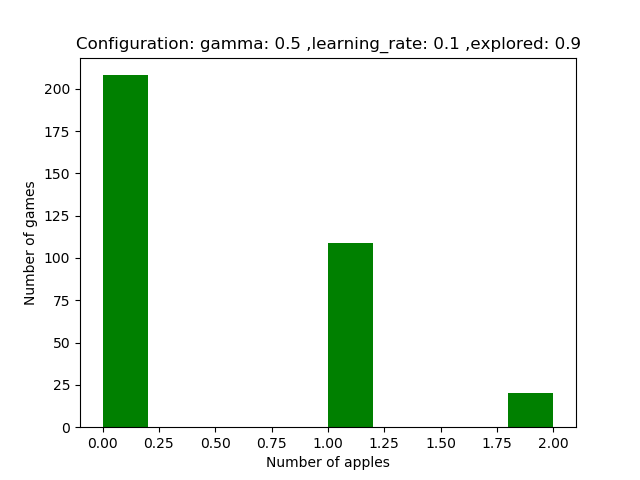 Configuration: gamma: 0.5 ,learning_rate: 0.1 ,explored: 0.9
Number of games
200
175
150
125
100
75
50
25
0
0.00 0.25 0.50 0.75 1.00 1.25 1.50 1.75 2.00
Number of apples